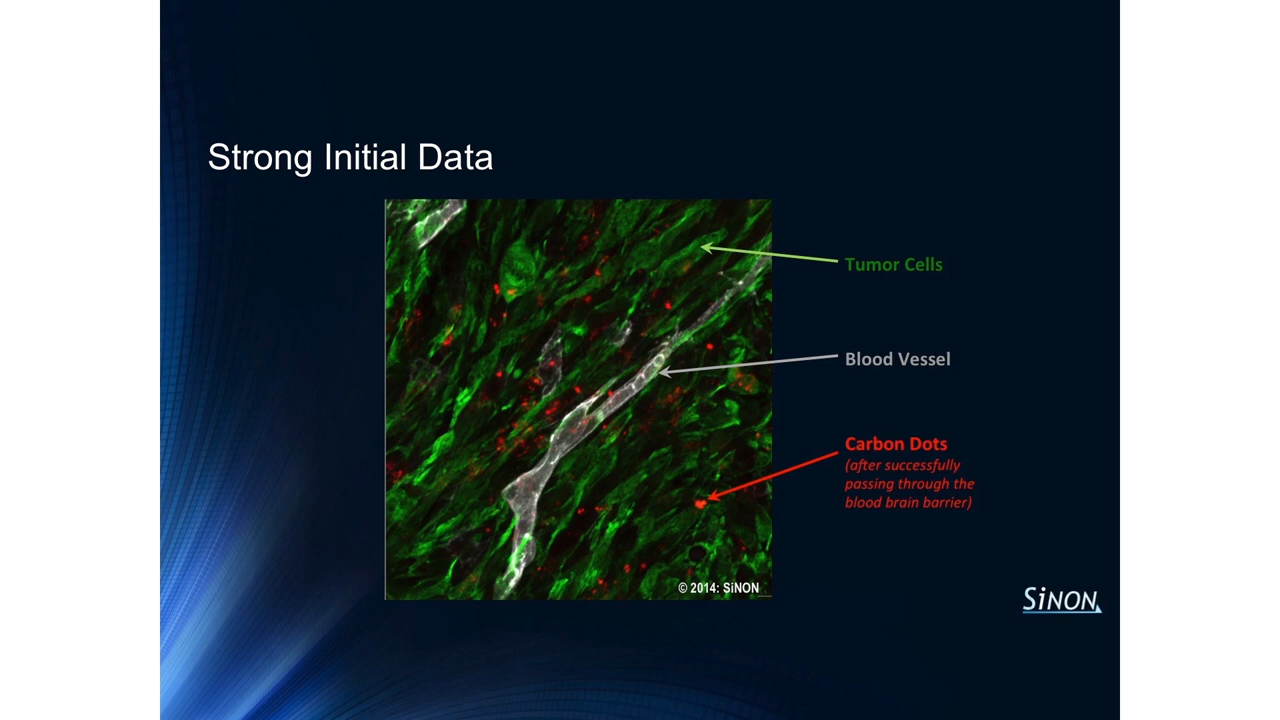 Strong Initial Data
Tumor Cells
Blood Vessel
Carbon Dots
(after successfully
passing through the
blood brain barrier)
© 2014: SiNON
SiNON